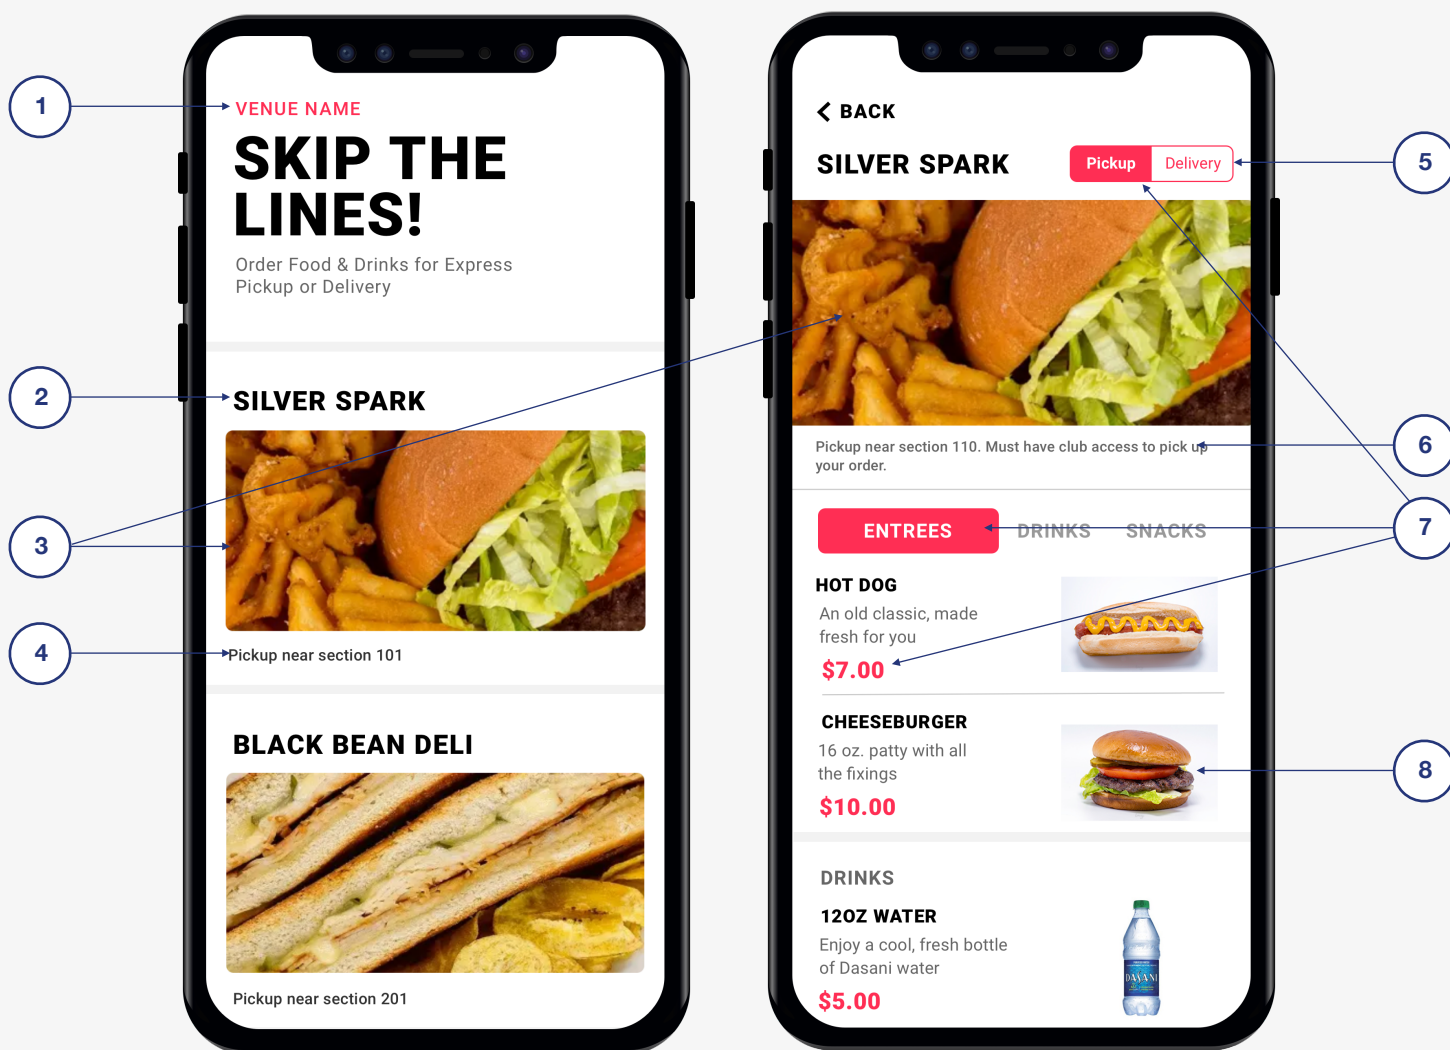 1
VENUE NAME
SKIP THE
LINES!
Order Food & Drinks for Express
Pickup or Delivery
2
SILVER SPARK
3
4
Pickup near section 101
BLACK BEAN DELI
Pickup near section 201
BACK
SILVER SPARK
Pickup
Delivery
5
Pickup near section 110. Must have club access to pick up
your order.
6
7
ENTREES
DRINKS
SNACKS
HOT DOG
An old classic, made
fresh for you
$7.00
CHEESEBURGER
16 oz. patty with all
the fixings
$10.00
8
DRINKS
12OZ WATER
Enjoy a cool, fresh bottle
of Dasani water
$5.00
DASANI